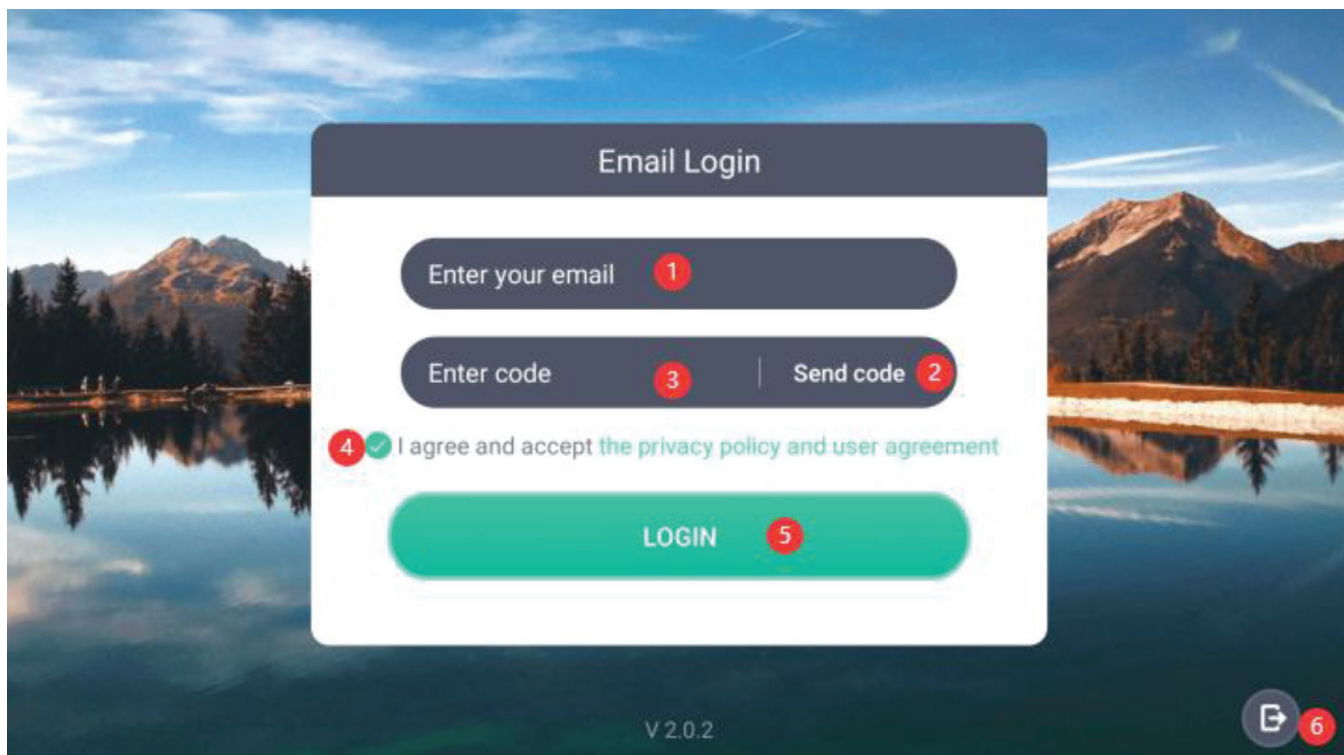 Email Login
Enter your email 1
Enter code 3 Send code 2
4 I agree and accept the privacy policy and user agreement
LOGIN 5
V 2.0.2
6